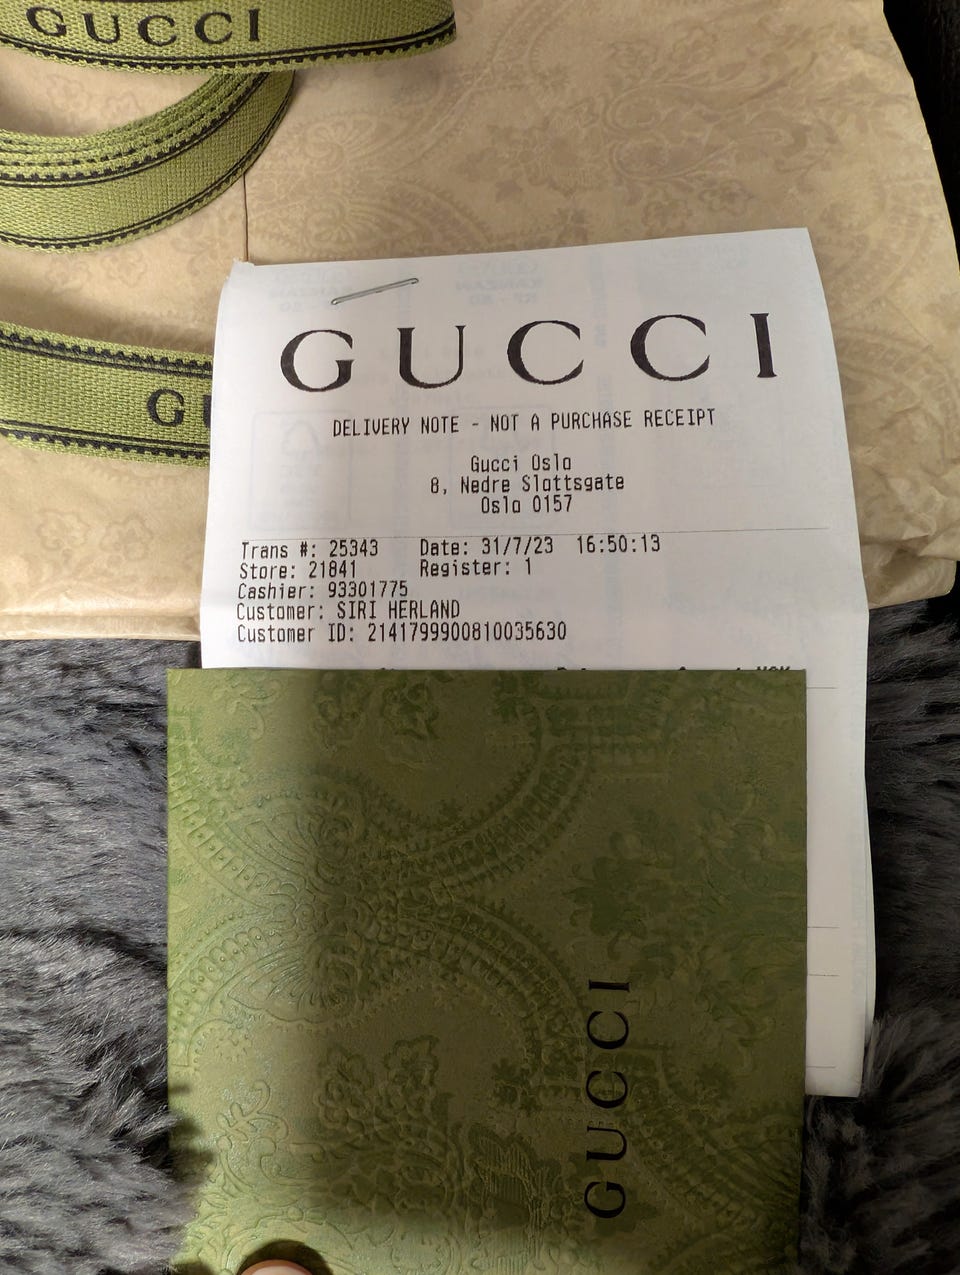 GUCCI
GU
GUCCI
DELIVERY NOTE - NOT A PURCHASE RECEIPT
Gucci Oslo
8, Nedre Slottsgate
Oslo 0157
Trans #: 25343 Date: 31/7/23 16:50:13
Store: 21841 Register: 1
Cashier: 93301775
Customer: SIRI HERLAND
Customer ID: 2141799900810035630
GUCCI